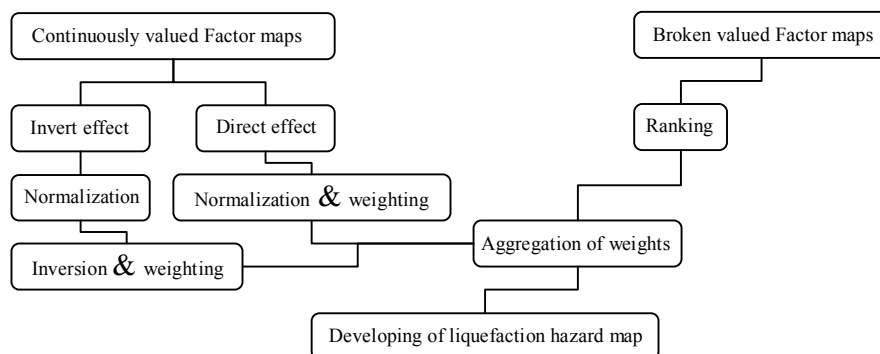 Continuously valued Factor maps
Broken valued Factor maps
Invert effect
Direct effect
Ranking
Normalization
Normalization & weighting
Aggregation of weights
Inversion & weighting
Developing of liquefaction hazard map